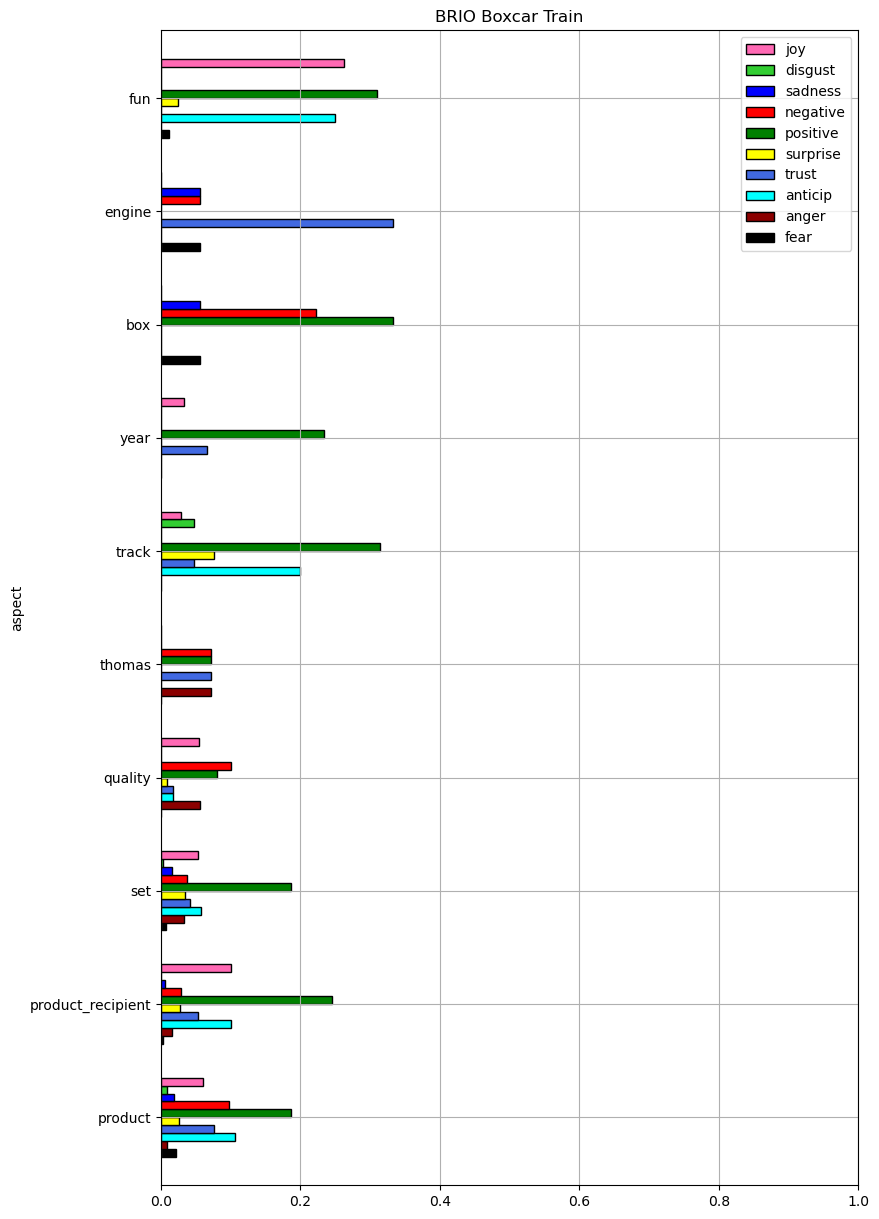 BRIO Boxcar Train
joy
disgust
sadness
negative
positive
surprise
trust
anticip
anger
fear
fun
engine
box
year
track
thomas
quality
set
product_recipient
product
aspect
0.0 0.2 0.4 0.6 0.8 1.0